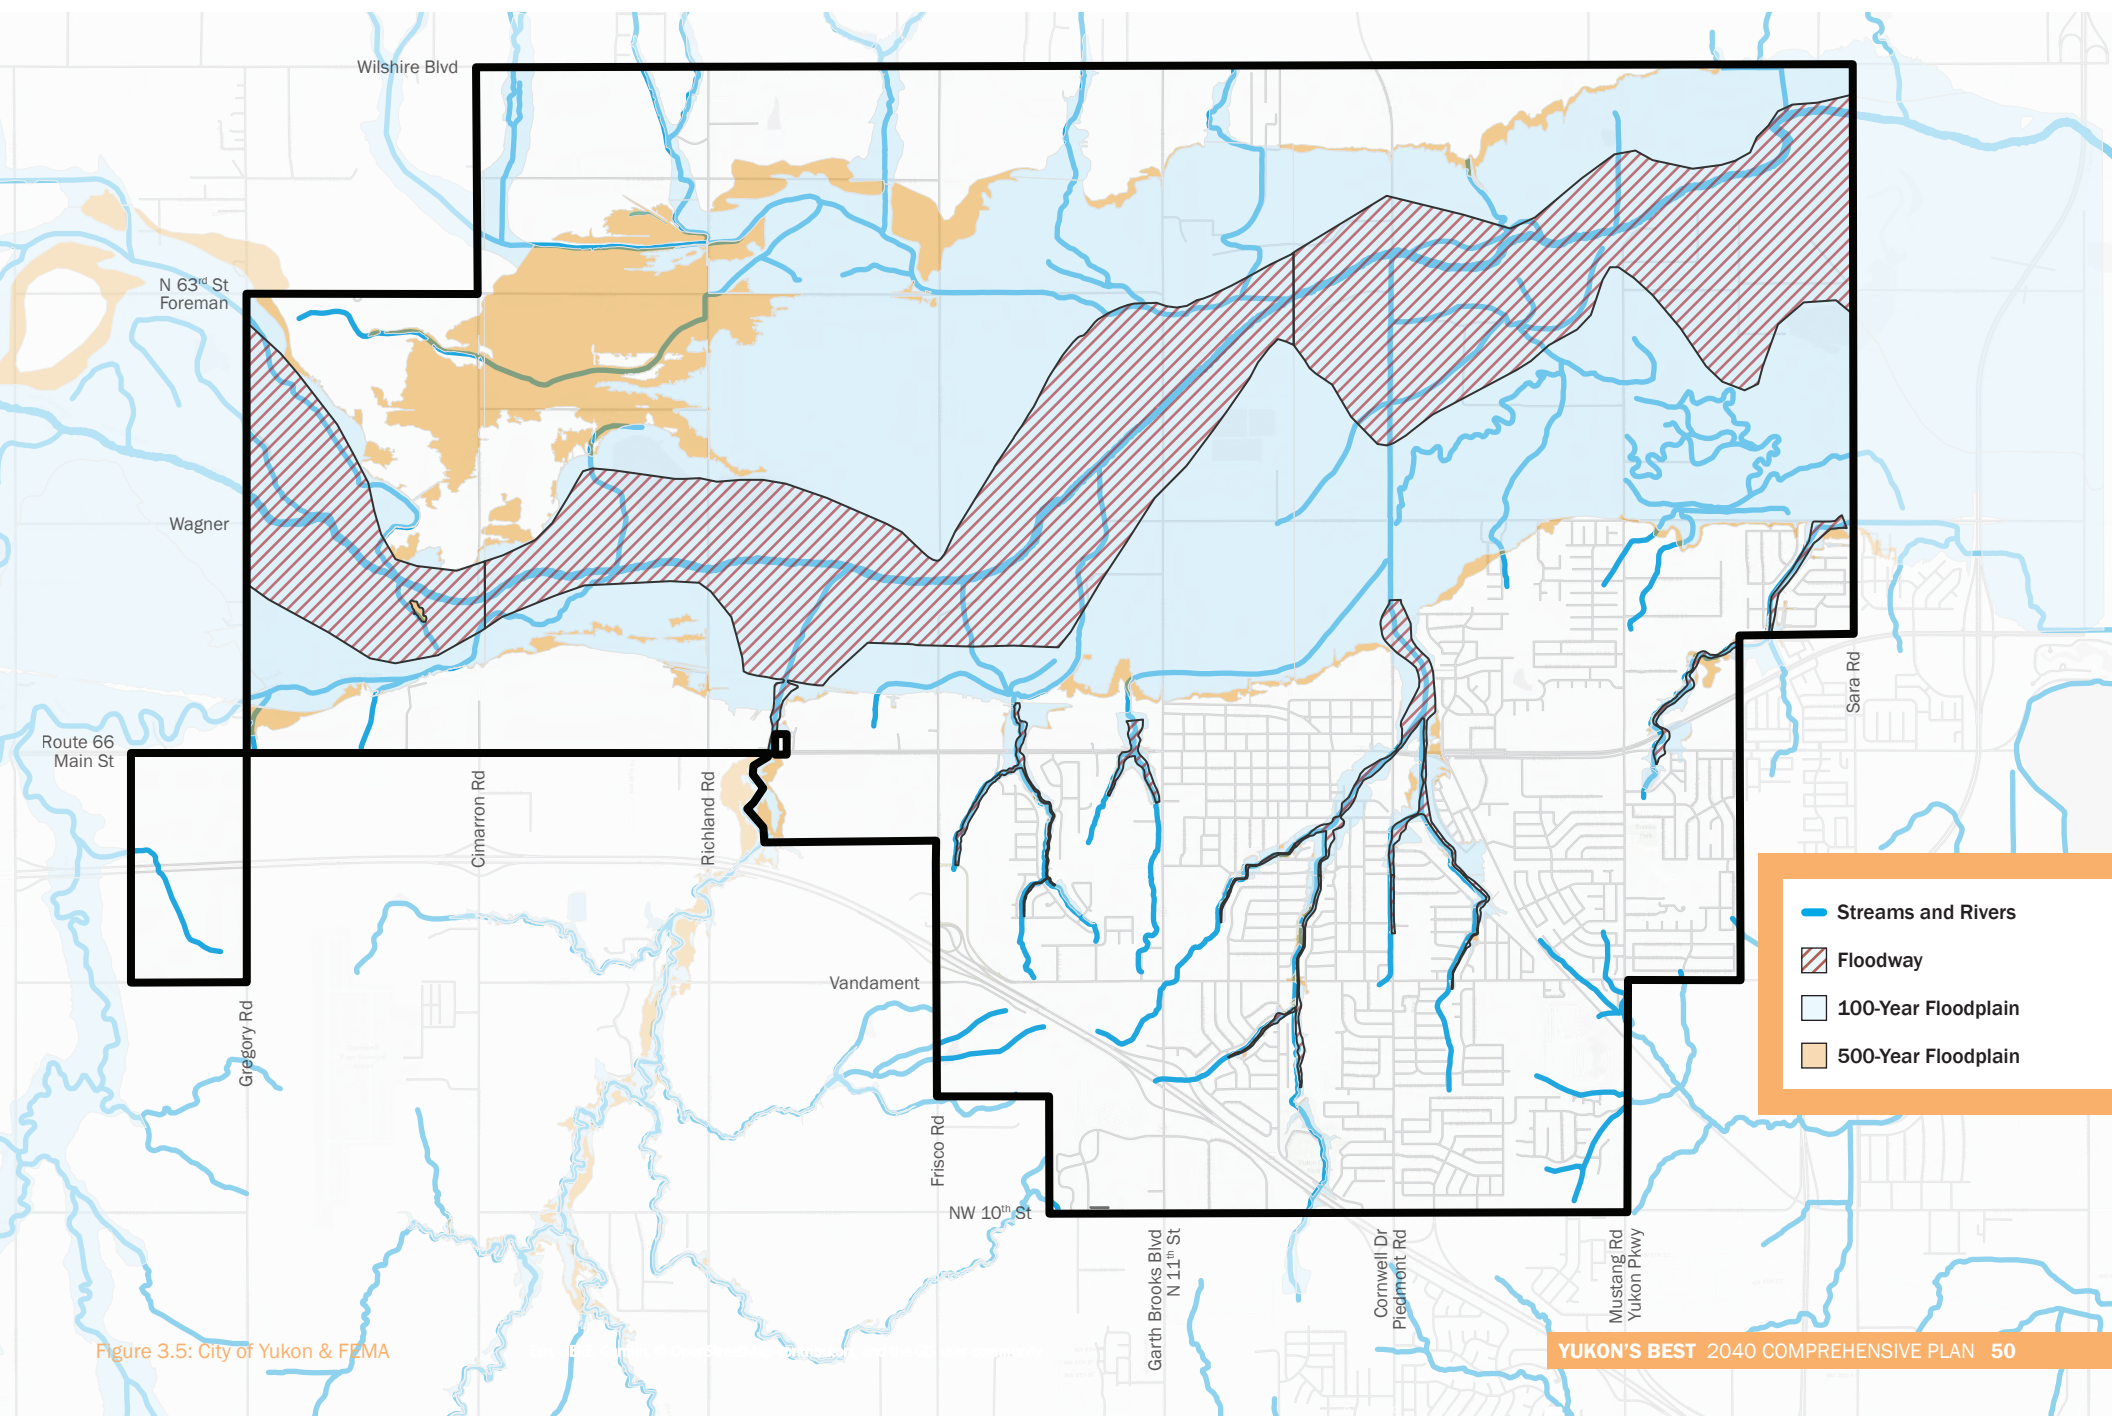 Wilshire Blvd
N 63rd St
Foreman
Wagner
Route 66
Main St
Cimarron Rd
Richland Rd
Sara Rd
Gregory Rd
Vandament
Frisco Rd
NW 10th St
Garth Brooks Blvd
N 11th St
Cornwell Dr
Piedmont Rd
Mustang Rd
Yukon Pkwy
Streams and Rivers
Floodway
100-Year Floodplain
500-Year Floodplain
Figure 3.5: City of Yukon & FEMA
YUKON'S BEST 2040 COMPREHENSIVE PLAN 50